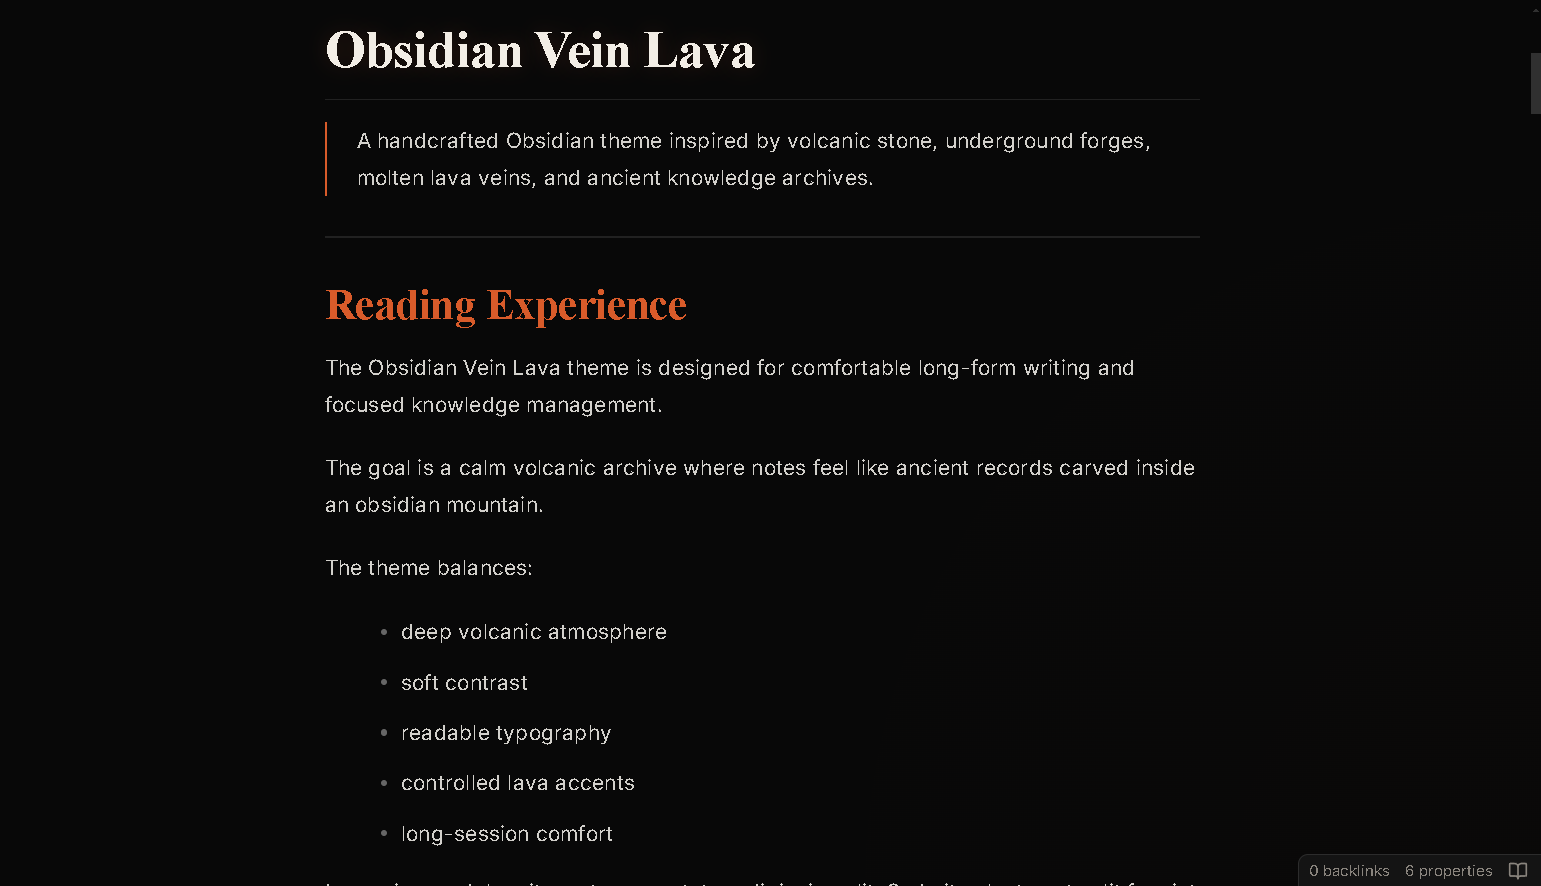 Obsidian Vein Lava
A handcrafted Obsidian theme inspired by volcanic stone, underground forges,
molten lava veins, and ancient knowledge archives.
Reading Experience
The Obsidian Vein Lava theme is designed for comfortable long-form writing and
focused knowledge management.
The goal is a calm volcanic archive where notes feel like ancient records carved inside
an obsidian mountain.
The theme balances:
• deep volcanic atmosphere
• soft contrast
• readable typography
• controlled lava accents
• long-session comfort
0 backlinks 6 properties